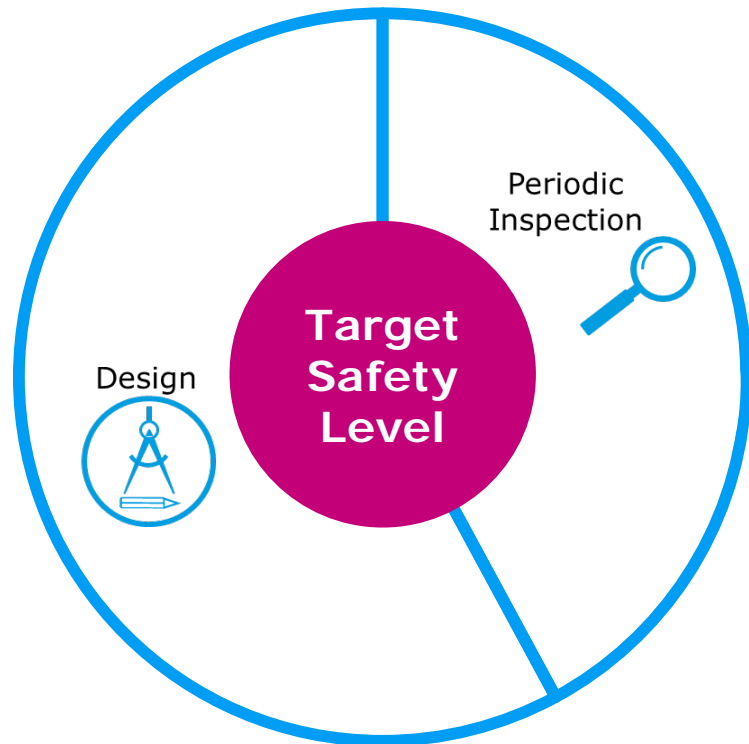 Periodic
Inspection
Target
Safety
Level
Design